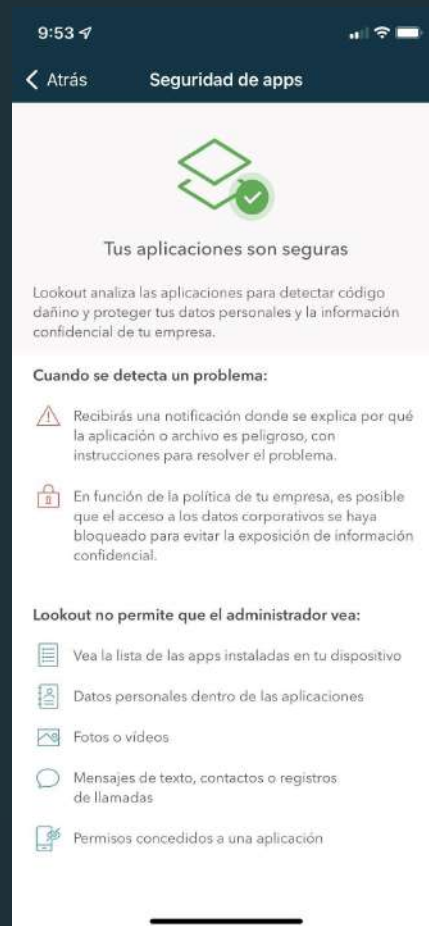 9:53
Atrás
Seguridad de apps
Tus aplicaciones son seguras
Lookout analiza las aplicaciones para detectar código
dañino y proteger tus datos personales y la información
confidencial de tu empresa.
Cuando se detecta un problema:
Recibirás una notificación donde se explica por qué
la aplicación o archivo es peligroso, con
instrucciones para resolver el problema.
En función de la política de tu empresa, es posible
que el acceso a los datos corporativos se haya
bloqueado para evitar la exposición de información
confidencial.
Lookout no permite que el administrador vea:
Vea la lista de las apps instaladas en tu dispositivo
Datos personales dentro de las aplicaciones
Fotos o vídeos
Mensajes de texto, contactos o registros
de llamadas
Permisos concedidos a una aplicación